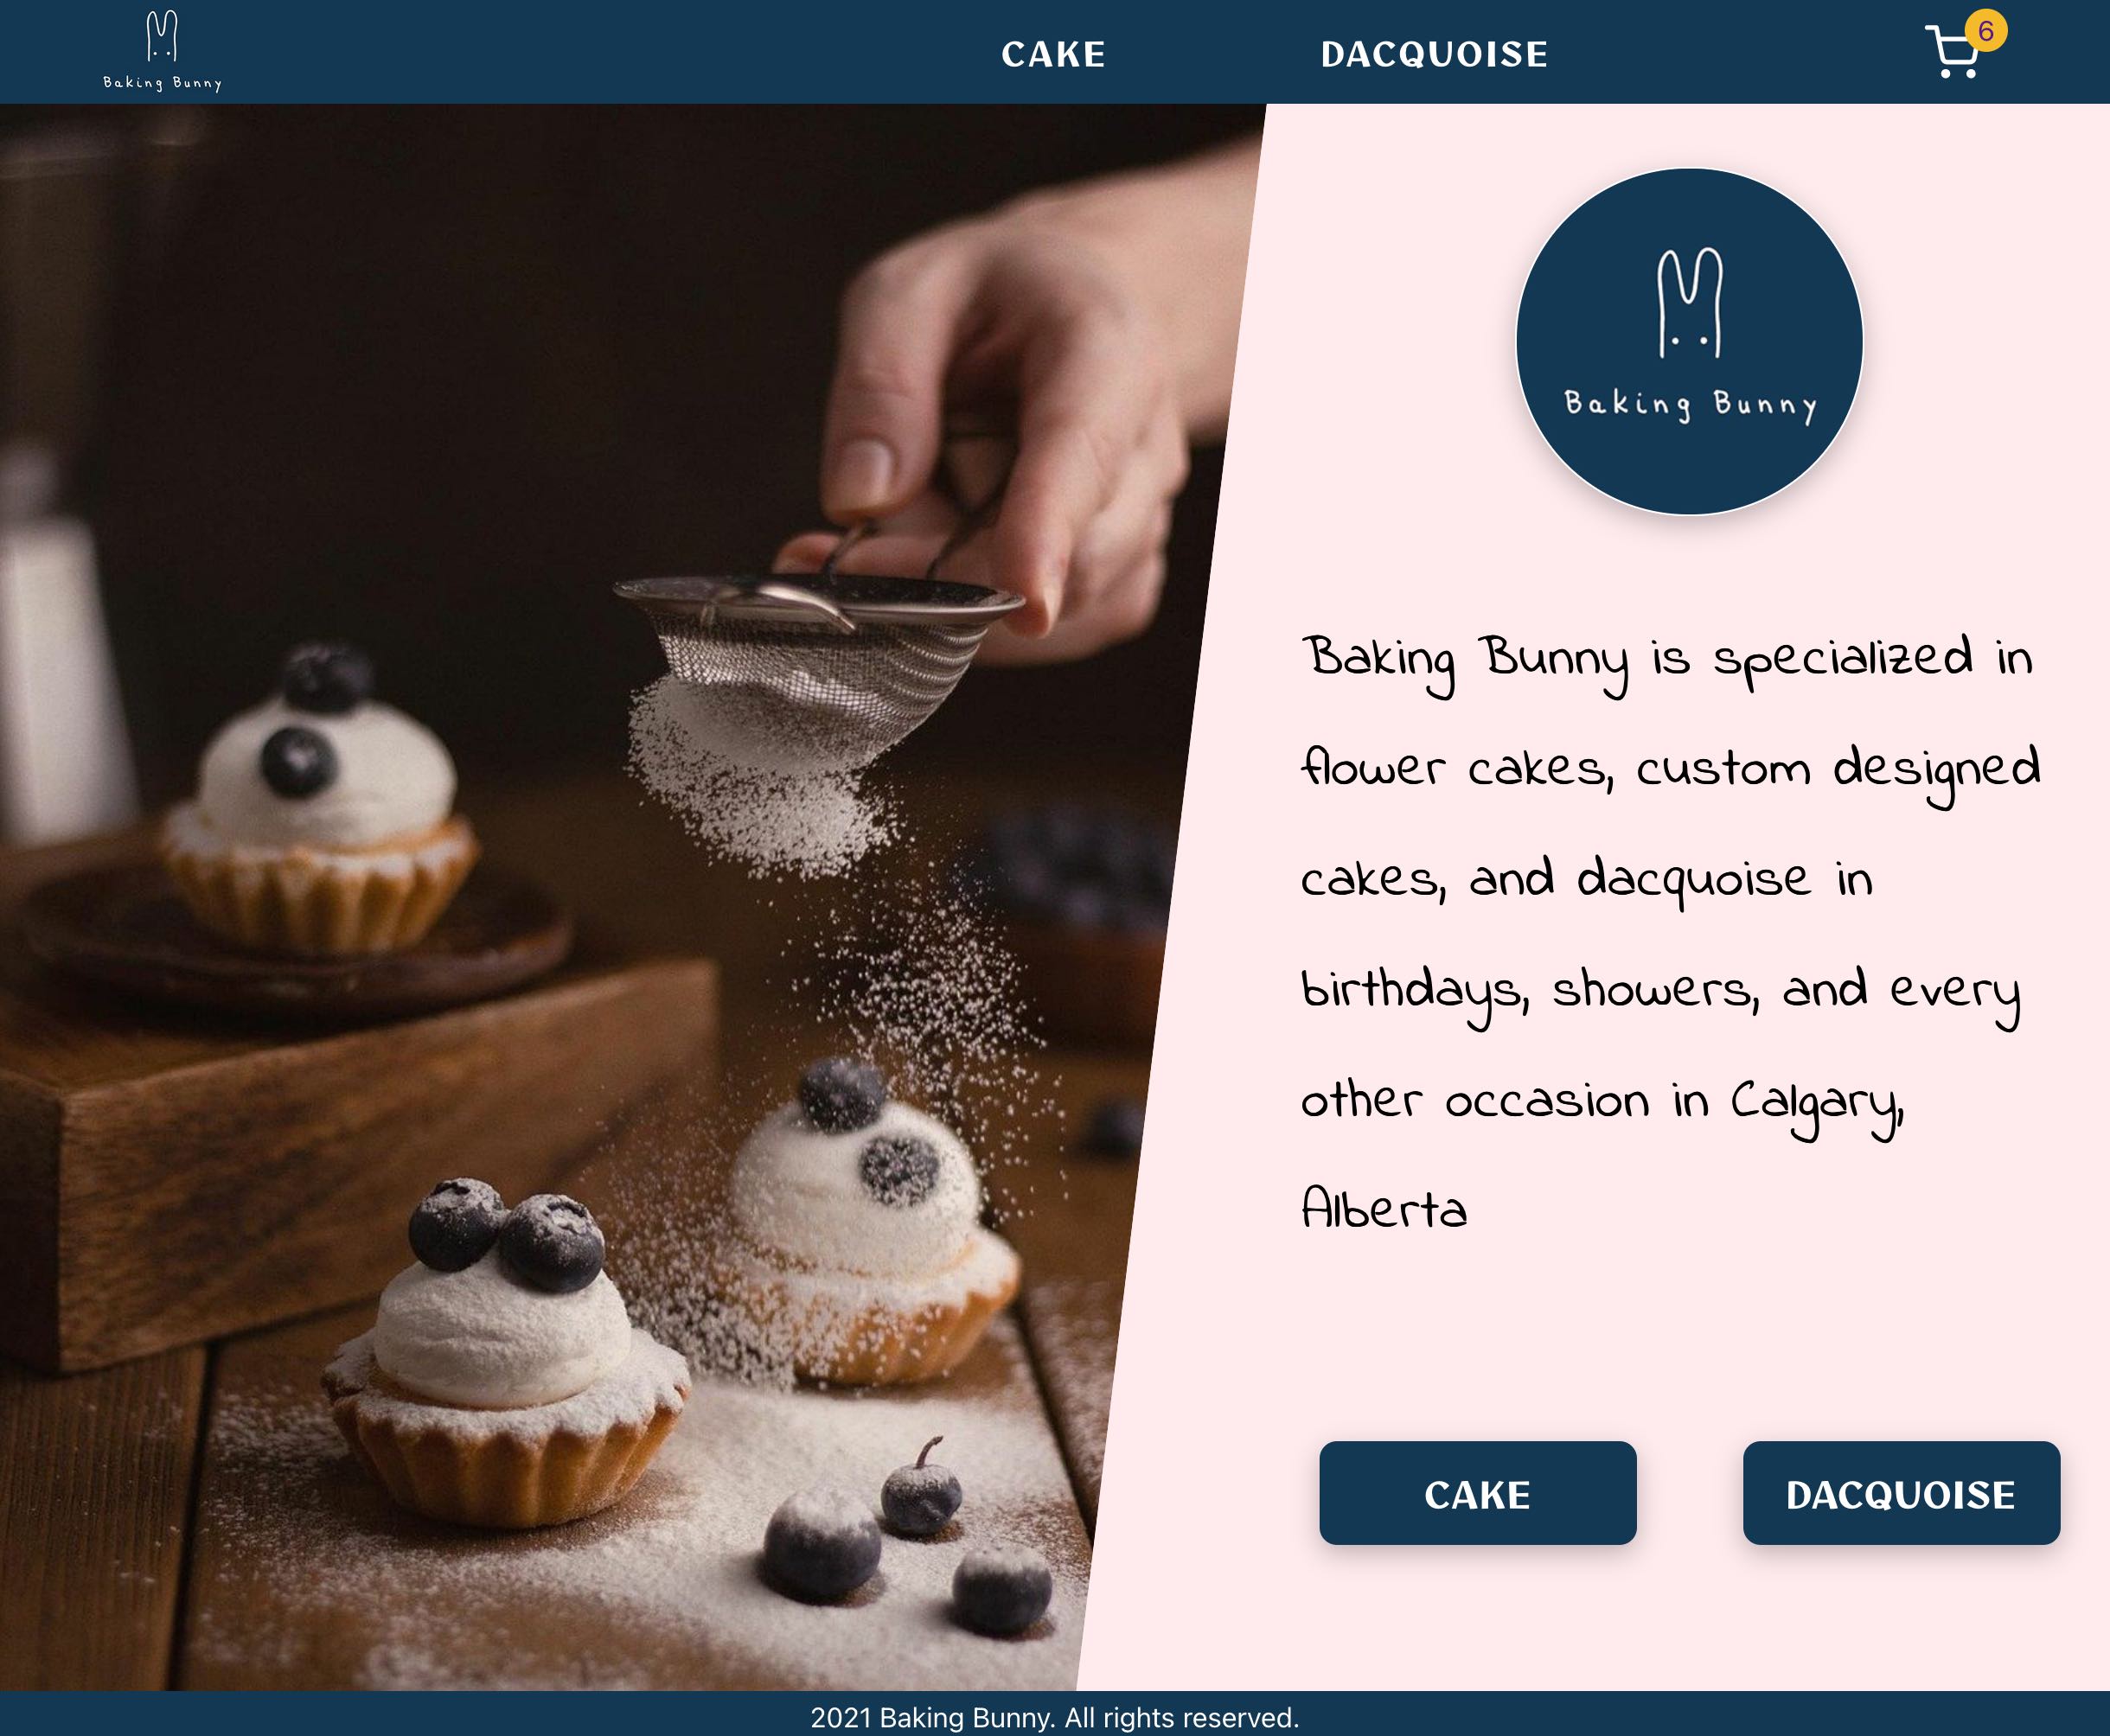 Baking Bunny
CAKE
DACQUOISE
6
Baking Bunny
Baking Bunny is specialized in
flower cakes, custom designed
cakes, and dacquoise in
birthdays, showers, and every
other occasion in Calgary,
Alberta
CAKE
DACQUOISE
2021 Baking Bunny. All rights reserved.